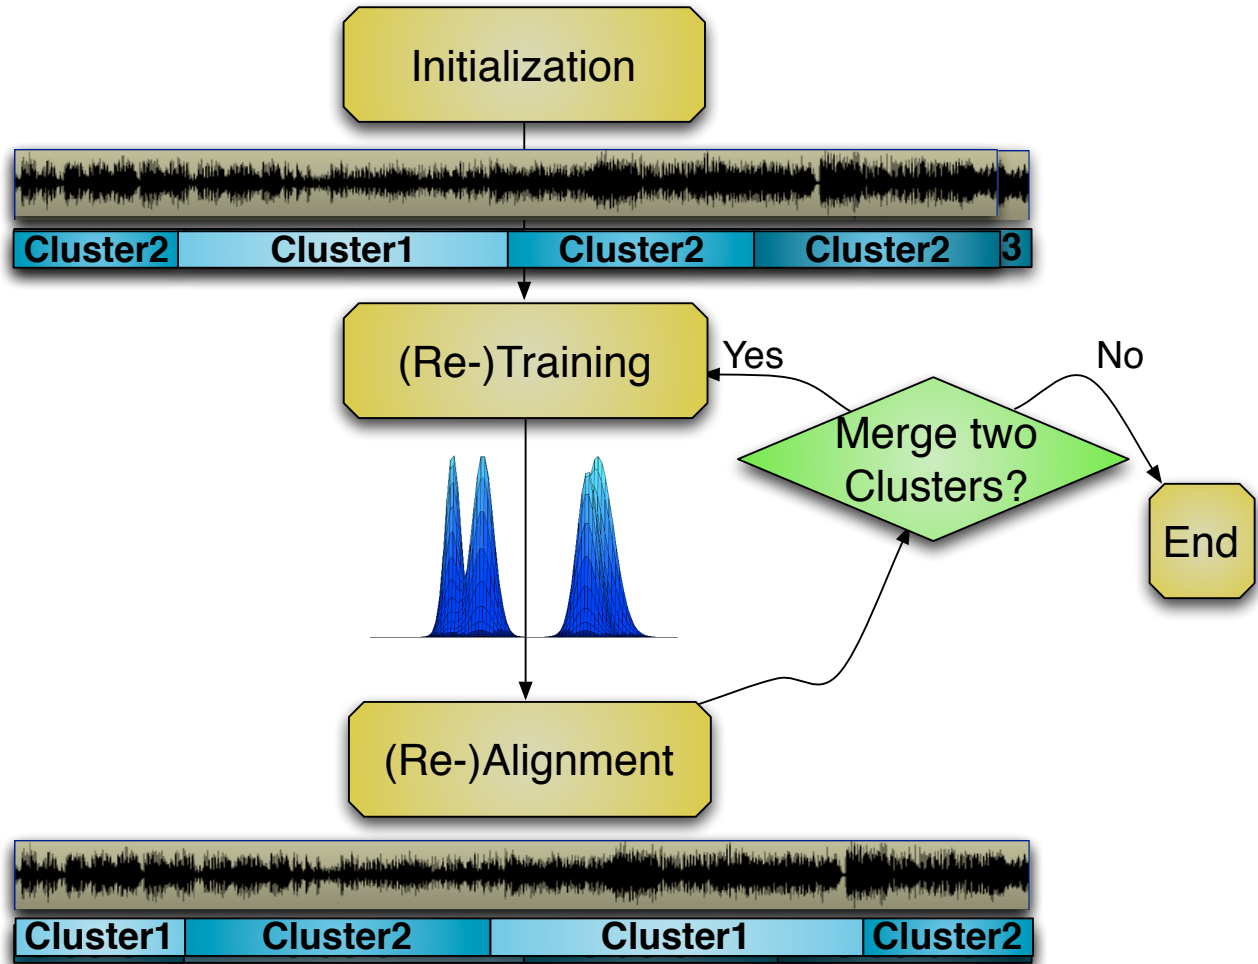 Initialization
Cluster2 Cluster1 Cluster2 Cluster2 3
(Re-)Training
Yes
No
Merge two
Clusters?
End
(Re-)Alignment
Cluster1 Cluster2 Cluster1 Cluster2